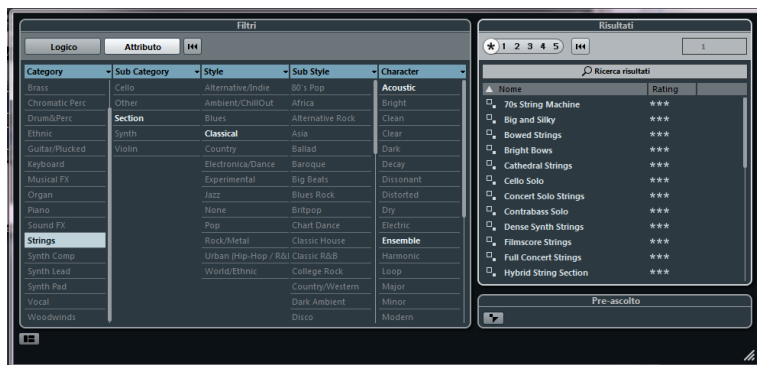 Filtri
Logico Attributo
Category Sub Category Style Sub Style Character
Brass Cello Alternative/Indie 80's Pop Acoustic
Chromatic Perc Other Ambient/ChillOut Africa Bright
Drum&Perc Section Blues Alternative Rock Clean
Ethnic Synth Classical Asia Clear
Guitar/Plucked Violin Country Ballad Dark
Keyboard Electronica/Dance Baroque Decay
Musical FX Experimental Big Beats Dissonant
Organ Jazz Blues Rock Distorted
Piano None Britpop Dry
Sound FX Pop Chart Dance Electric
Strings Rock/Metal Classic House Ensemble
Synth Comp Urban (Hip-Hop / R&I Classic R&B Harmonic
Synth Lead World/Ethnic College Rock Loop
Synth Pad Country/Western Major
Vocal Dark Ambient Minor
Woodwinds Disco Modern
Risultati
* 1 2 3 4 5 1
Ricerca risultati
Nome Rating
70s String Machine ***
Big and Silky ***
Bowed Strings ***
Bright Bows ***
Cathedral Strings ***
Cello Solo ***
Concert Solo Strings ***
Contrabass Solo ***
Dense Synth Strings ***
Filmscore Strings ***
Full Concert Strings ***
Hybrid String Section ***
Pre-ascolto